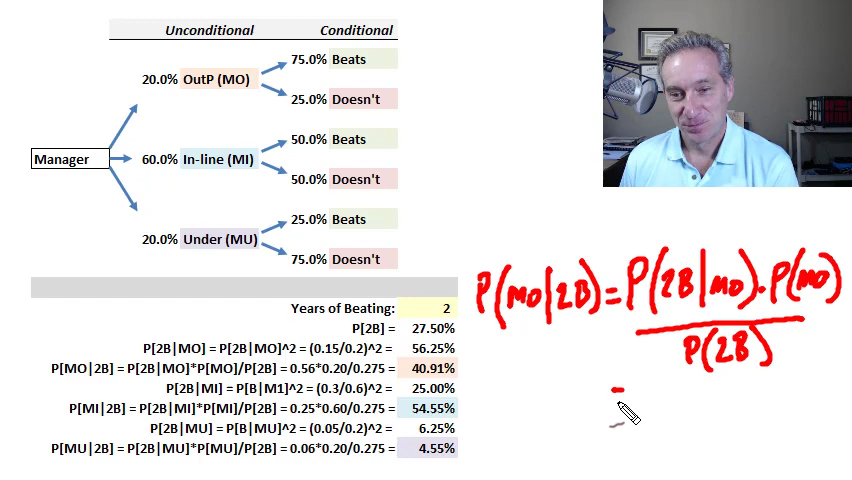 Unconditional Conditional
75.0% Beats
20.0% OutP (MO)
25.0% Doesn't
50.0% Beats
Manager 60.0% In-line (MI)
50.0% Doesn't
25.0% Beats
20.0% Under (MU)
75.0% Doesn't
Years of Beating: 2
P[2B] = 27.50%
P[2B|MO] = P[2B|MO]^2 = (0.15/0.2)^2 = 56.25%
P[MO|2B] = P[2B|MO]*P[MO]/P[2B] = 0.56*0.20/0.275 = 40.91%
P[2B|MI] = P[B|M1]^2 = (0.3/0.6)^2 = 25.00%
P[MI|2B] = P[2B|MI]*P[MI]/P[2B] = 0.25*0.60/0.275 = 54.55%
P[2B|MU] = P[B|MU]^2 = (0.05/0.2)^2 = 6.25%
P[MU|2B] = P[2B|MU]*P[MU]/P[2B] = 0.06*0.20/0.275 = 4.55%
P(MO|2B) = P(2B|MO)·P(MO)
P(2B)